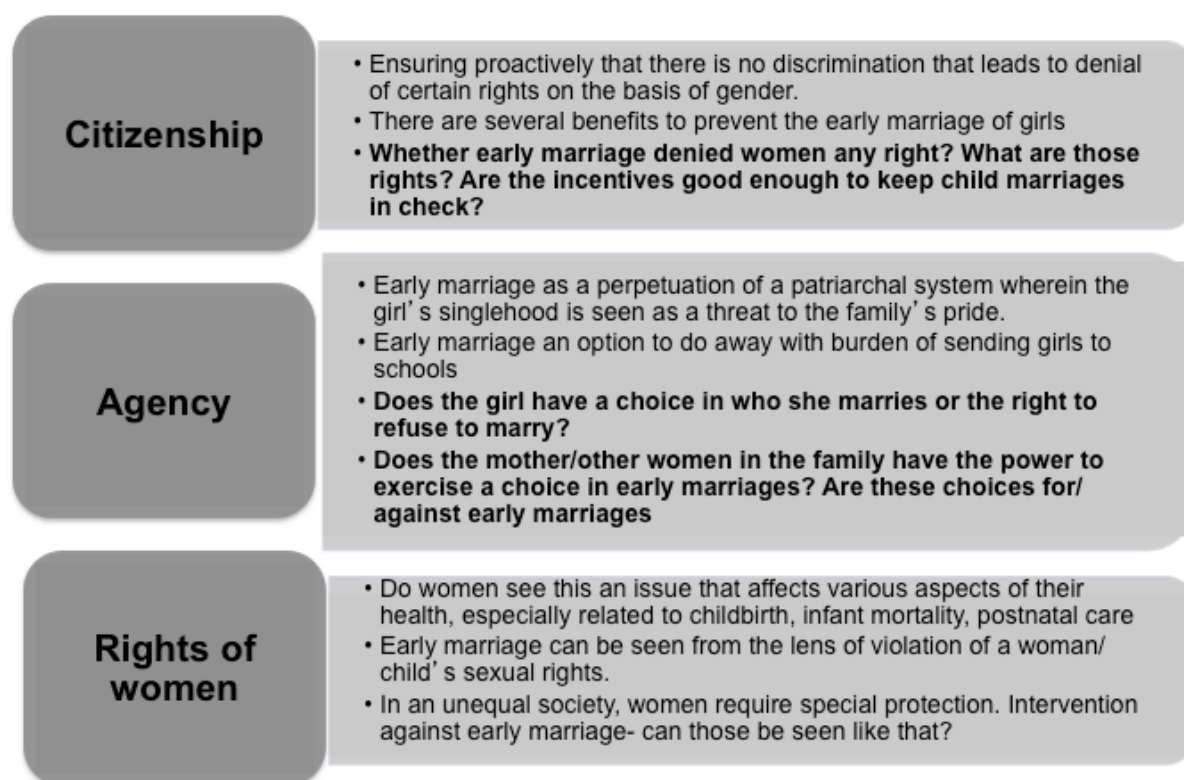 Citizenship
• Ensuring proactively that there is no discrimination that leads to denial
of certain rights on the basis of gender.
• There are several benefits to prevent the early marriage of girls
• Whether early marriage denied women any right? What are those
rights? Are the incentives good enough to keep child marriages
in check?
Agency
• Early marriage as a perpetuation of a patriarchal system wherein the
girl’s singlehood is seen as a threat to the family’s pride.
• Early marriage an option to do away with burden of sending girls to
schools
• Does the girl have a choice in who she marries or the right to
refuse to marry?
• Does the mother/other women in the family have the power to
exercise a choice in early marriages? Are these choices for/
against early marriages
Rights of
women
• Do women see this an issue that affects various aspects of their
health, especially related to childbirth, infant mortality, postnatal care
• Early marriage can be seen from the lens of violation of a woman/
child’s sexual rights.
• In an unequal society, women require special protection. Intervention
against early marriage- can those be seen like that?